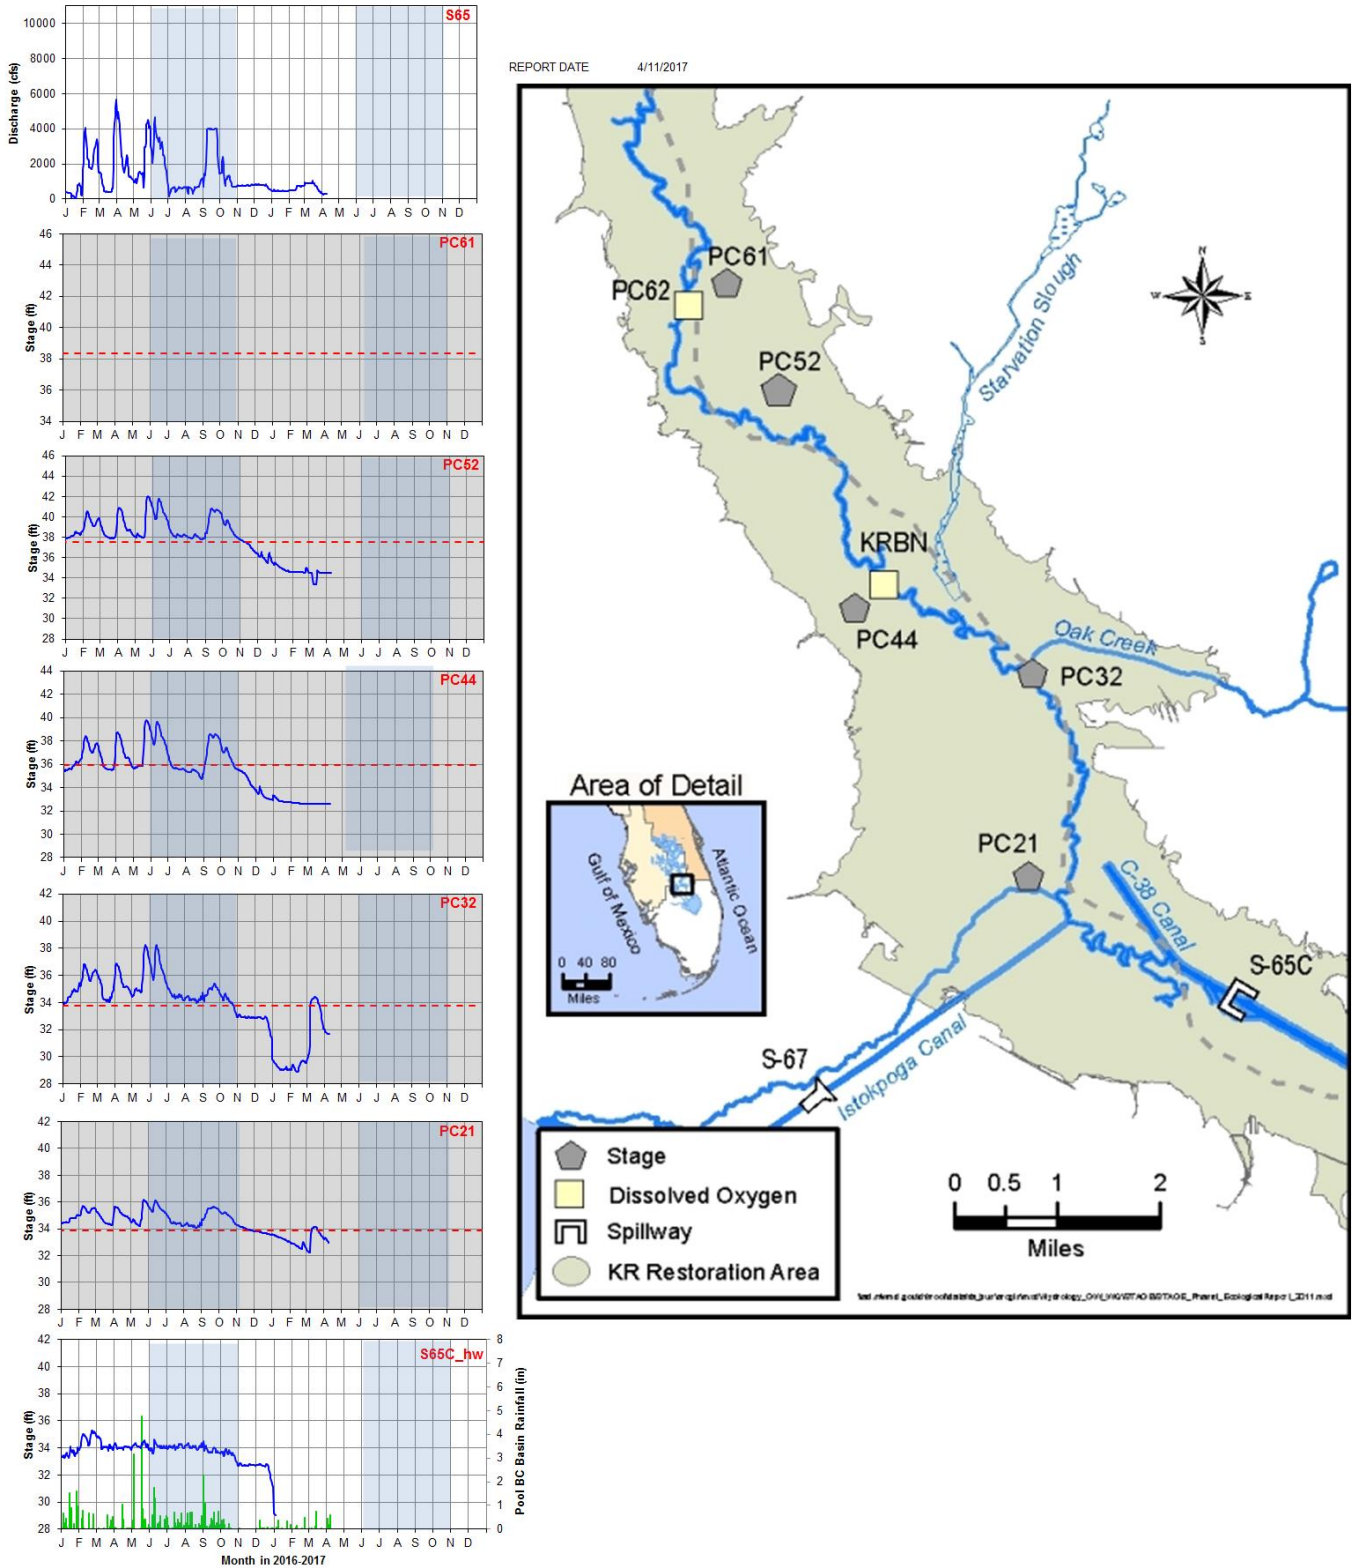 S65
10000
8000
6000
4000
2000
0
Discharge (cfs)
J F M A M J J A S O N D J F M A M J J A S O N D
PC61
46
44
42
40
38
36
34
Stage (ft)
J F M A M J J A S O N D J F M A M J J A S O N D
PC52
46
44
42
40
38
36
34
32
30
28
Stage (ft)
J F M A M J J A S O N D J F M A M J J A S O N D
PC44
44
42
40
38
36
34
32
30
28
Stage (ft)
J F M A M J J A S O N D J F M A M J J A S O N D
PC32
42
40
38
36
34
32
30
28
Stage (ft)
J F M A M J J A S O N D J F M A M J J A S O N D
PC21
42
40
38
36
34
32
30
28
Stage (ft)
J F M A M J J A S O N D J F M A M J J A S O N D
S65C_hw
42
40
38
36
34
32
30
28
Stage (ft)
8
7
6
5
4
3
2
1
0
Pool BC Basin Rainfall (in)
J F M A M J J A S O N D J F M A M J J A S O N D
Month in 2016-2017
REPORT DATE 4/11/2017
N
W E
S
PC61
PC62
PC52
Starvation Slough
KRBN
PC44
Oak Creek
PC32
PC21
C-38 Canal
S-65C
S-67
Istokpoga Canal
Area of Detail
Gulf of Mexico
Atlantic Ocean
0 40 80
Miles
Stage
Dissolved Oxygen
Spillway
KR Restoration Area
0 0.5 1 2
Miles